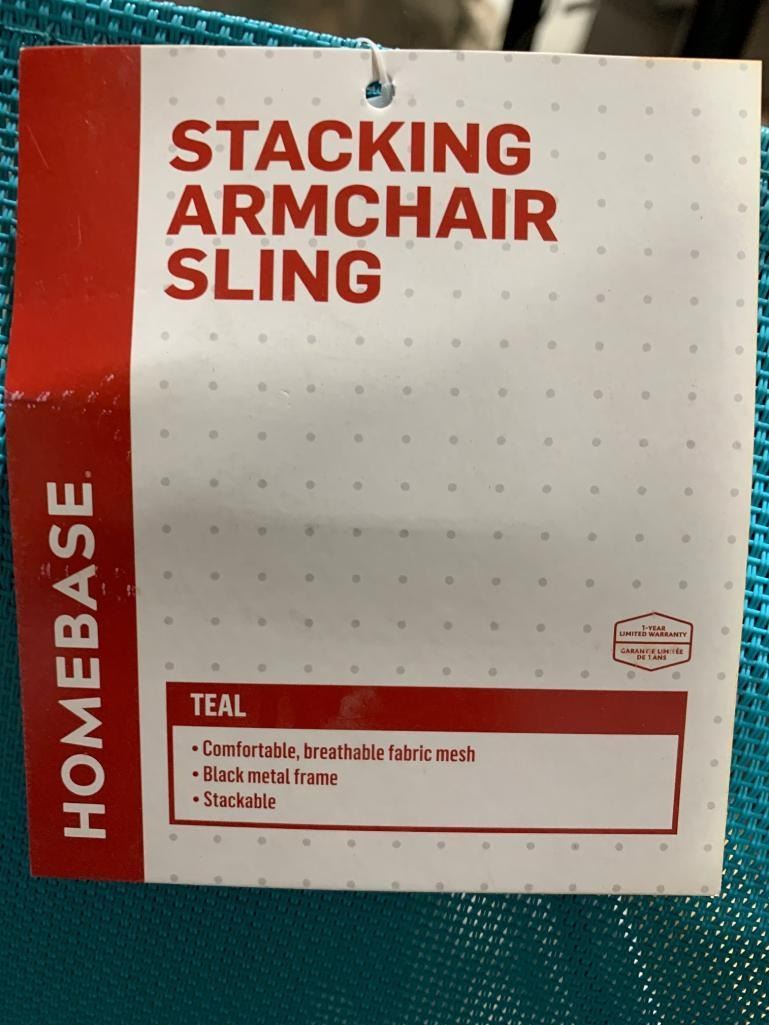 STACKING
ARMCHAIR
SLING
HOMEBASE.
1-YEAR
LIMITED WARRANTY
GARANTIE LIMITÉE
DE 1 ANS
TEAL
• Comfortable, breathable fabric mesh
• Black metal frame
• Stackable